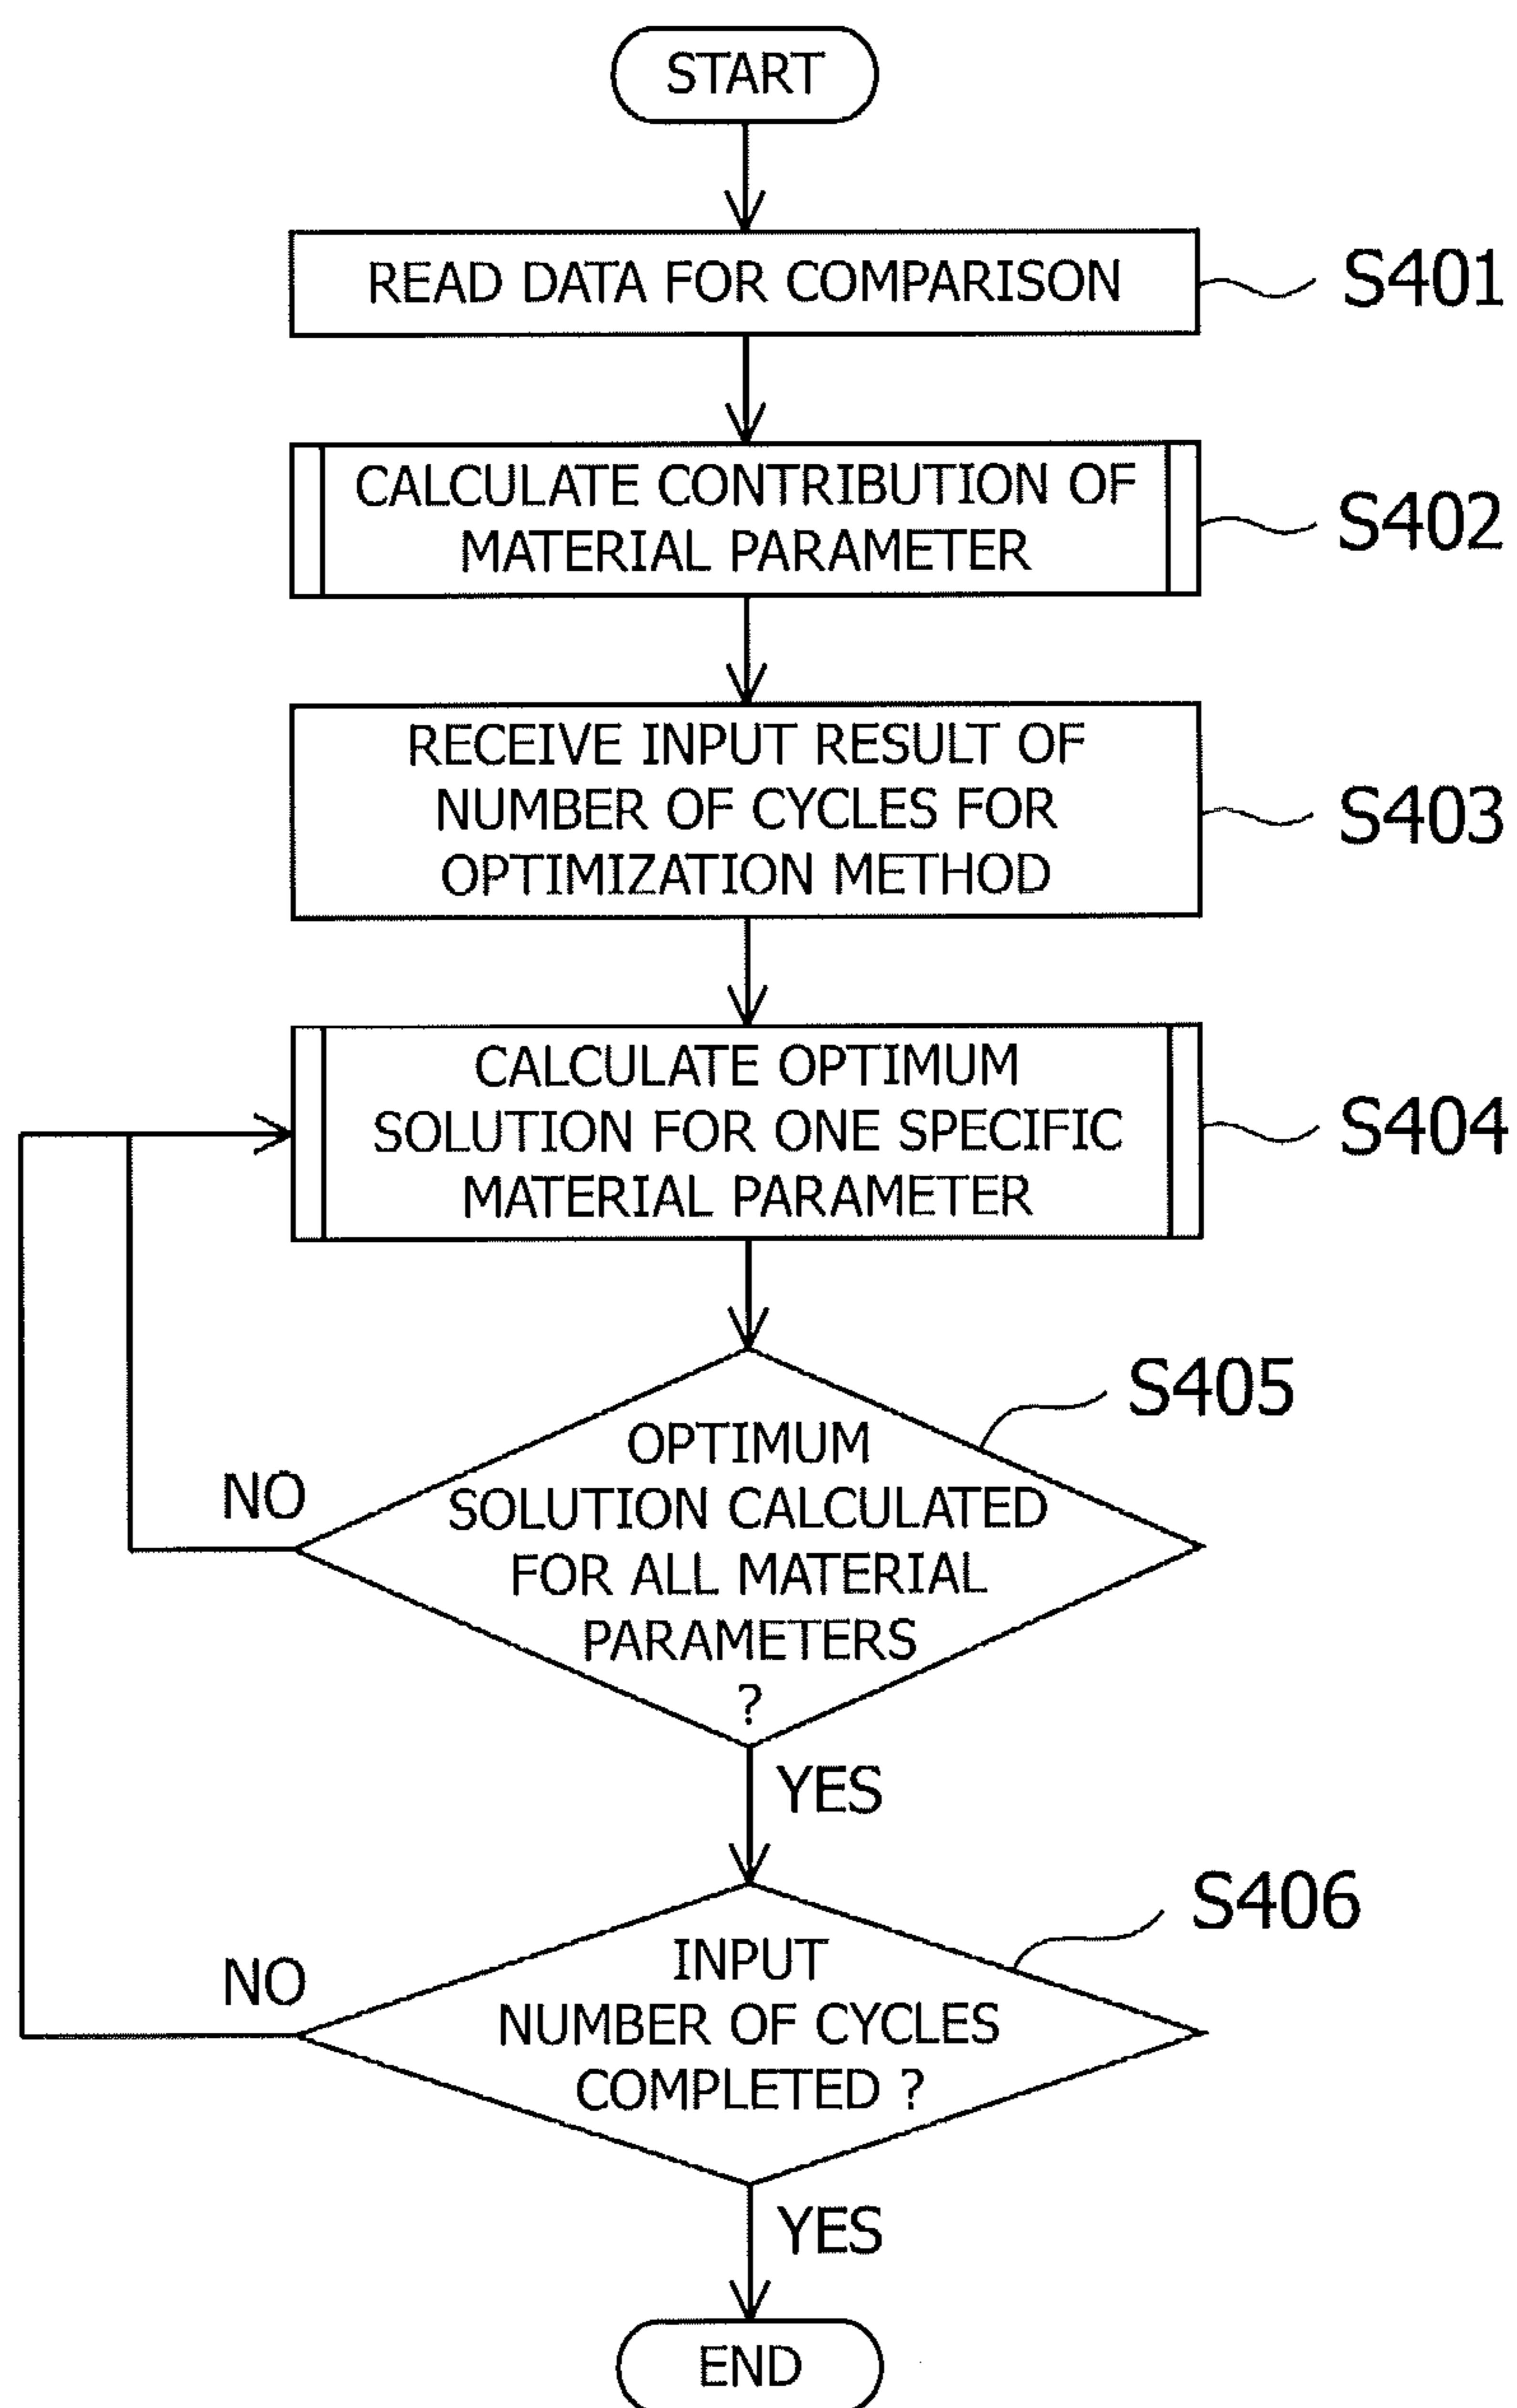 START
READ DATA FOR COMPARISON
S401
CALCULATE CONTRIBUTION OF
MATERIAL PARAMETER
S402
RECEIVE INPUT RESULT OF
NUMBER OF CYCLES FOR
OPTIMIZATION METHOD
S403
CALCULATE OPTIMUM
SOLUTION FOR ONE SPECIFIC
MATERIAL PARAMETER
S404
S405
OPTIMUM
SOLUTION CALCULATED
FOR ALL MATERIAL
PARAMETERS
?
NO
YES
S406
INPUT
NUMBER OF CYCLES
COMPLETED ?
NO
YES
END